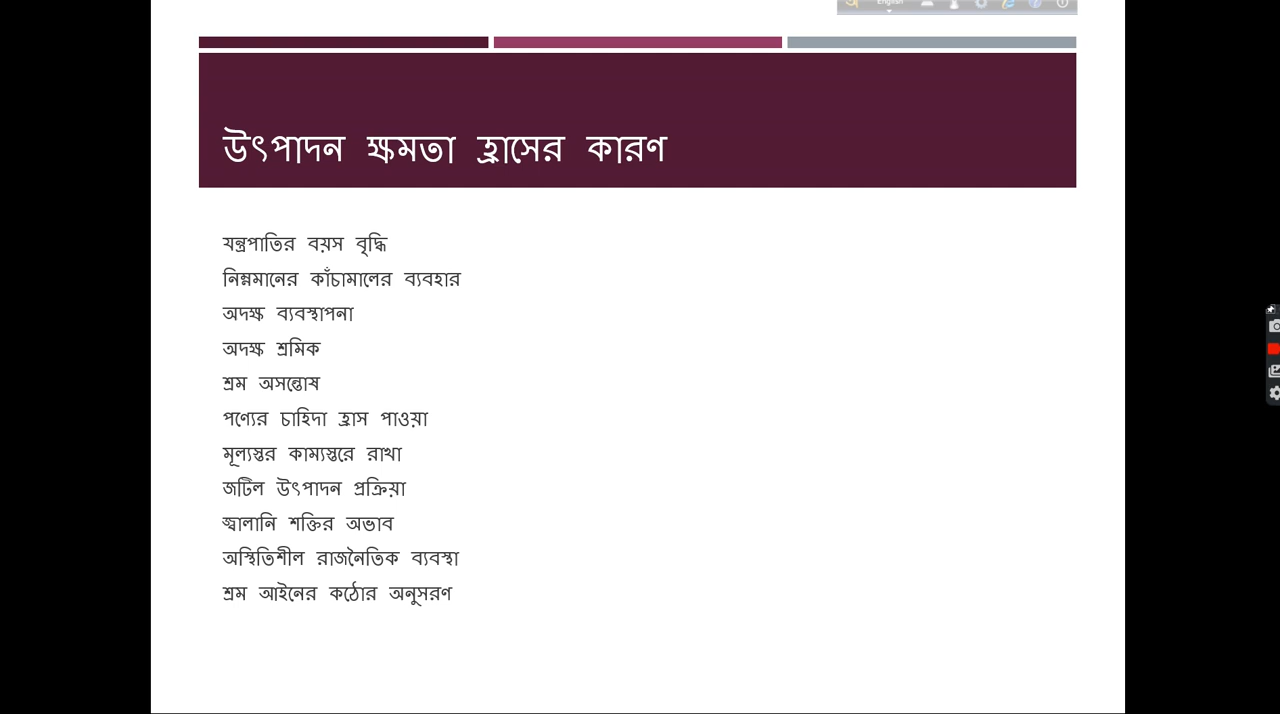 English
উৎপাদন ক্ষমতা হ্রাসের কারণ
যন্ত্রপাতির বয়স বৃদ্ধি
নিম্নমানের কাঁচামালের ব্যবহার
অদক্ষ ব্যবস্থাপনা
অদক্ষ শ্রমিক
শ্রম অসন্তোষ
পণ্যের চাহিদা হ্রাস পাওয়া
মূল্যস্তর কাম্যস্তরে রাখা
জটিল উৎপাদন প্রক্রিয়া
জ্বালানি শক্তির অভাব
অস্থিতিশীল রাজনৈতিক ব্যবস্থা
শ্রম আইনের কঠোর অনুসরণ